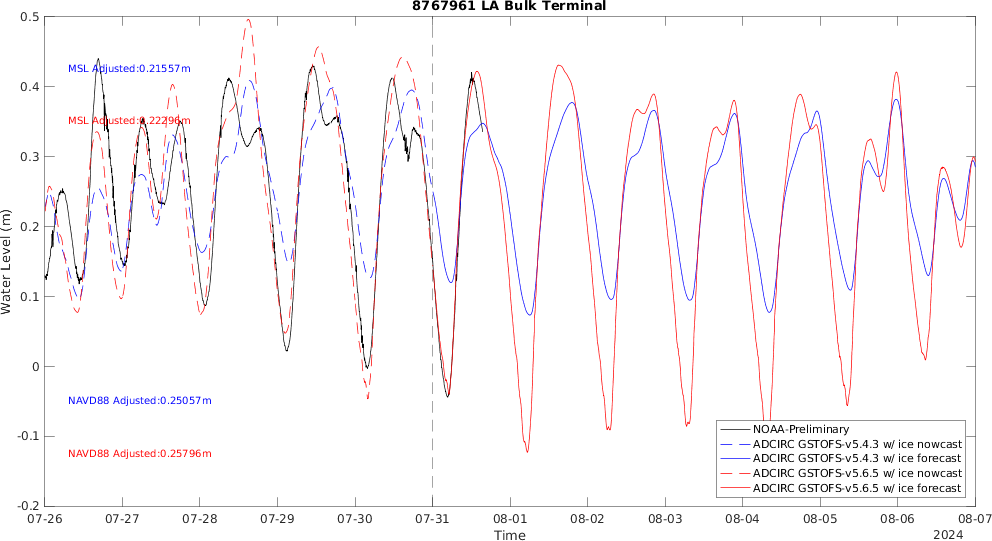 8767961 LA Bulk Terminal
0.5
0.4
0.3
0.2
0.1
0
-0.1
-0.2
Water Level (m)
MSL Adjusted:0.21557m
MSL Adjusted:0.22296m
NAVD88 Adjusted:0.25057m
NAVD88 Adjusted:0.25796m
NOAA-Preliminary
ADCIRC GSTOFS-v5.4.3 w/ ice nowcast
ADCIRC GSTOFS-v5.4.3 w/ ice forecast
ADCIRC GSTOFS-v5.6.5 w/ ice nowcast
ADCIRC GSTOFS-v5.6.5 w/ ice forecast
07-26 07-27 07-28 07-29 07-30 07-31 08-01 08-02 08-03 08-04 08-05 08-06 08-07
Time
2024